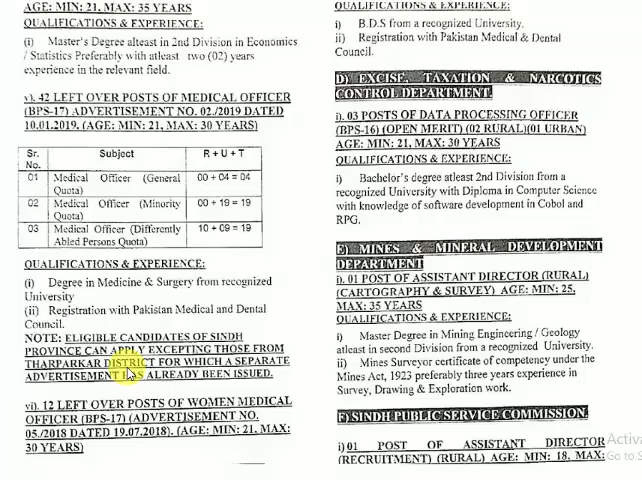 AGE: MIN: 21, MAX: 35 YEARS
QUALIFICATIONS & EXPERIENCE:
(i) Master's Degree alteast in 2nd Division in Economics
/ Statistics Preferably with atleast two (02) years
experience in the relevant field.
v). 42 LEFT OVER POSTS OF MEDICAL OFFICER
(BPS-17) ADVERTISEMENT NO. 02./2019 DATED
10.01.2019. (AGE: MIN: 21, MAX: 30 YEARS)
Sr. No. Subject R + U + T
01 Medical Officer (General Quota) 00 + 04 = 04
02 Medical Officer (Minority Quota) 00 + 19 = 19
03 Medical Officer (Differently Abled Persons Quota) 10 + 09 = 19
QUALIFICATIONS & EXPERIENCE:
(i) Degree in Medicine & Surgery from recognized
University
(ii) Registration with Pakistan Medical and Dental
Council.
NOTE: ELIGIBLE CANDIDATES OF SINDH
PROVINCE CAN APPLY EXCEPTING THOSE FROM
THARPARKAR DISTRICT FOR WHICH A SEPARATE
ADVERTISEMENT HAS ALREADY BEEN ISSUED.
vi). 12 LEFT OVER POSTS OF WOMEN MEDICAL
OFFICER (BPS-17) (ADVERTISEMENT NO.
05./2018 DATED 19.07.2018). (AGE: MIN: 21, MAX:
30 YEARS)
QUALIFICATIONS & EXPERIENCE:
i) B.D.S from a recognized University.
ii) Registration with Pakistan Medical & Dental
Council.
D) EXCISE, TAXATION & NARCOTICS
CONTROL DEPARTMENT.
i). 03 POSTS OF DATA PROCESSING OFFICER
(BPS-16) (OPEN MERIT) (02 RURAL)(01 URBAN)
AGE: MIN: 21, MAX: 30 YEARS
QUALIFICATIONS & EXPERIENCE:
i) Bachelor's degree atleast 2nd Division from a
recognized University with Diploma in Computer Science
with knowledge of software development in Cobol and
RPG.
E) MINES & MINERAL DEVELOPMENT
DEPARTMENT
i). 01 POST OF ASSISTANT DIRECTOR (RURAL)
(CARTOGRAPHY & SURVEY) AGE: MIN: 25,
MAX: 35 YEARS
QUALIFICATIONS & EXPERIENCE:
i) Master Degree in Mining Engineering / Geology
atleast in second Division from a recognized University.
ii) Mines Surveyor certificate of competency under the
Mines Act, 1923 preferably three years experience in
Survey, Drawing & Exploration work.
F) SINDH PUBLIC SERVICE COMMISSION.
i) 01 POST OF ASSISTANT DIRECTOR
(RECRUITMENT) (RURAL) AGE: MIN: 18, MAX:
Activa
Go to S